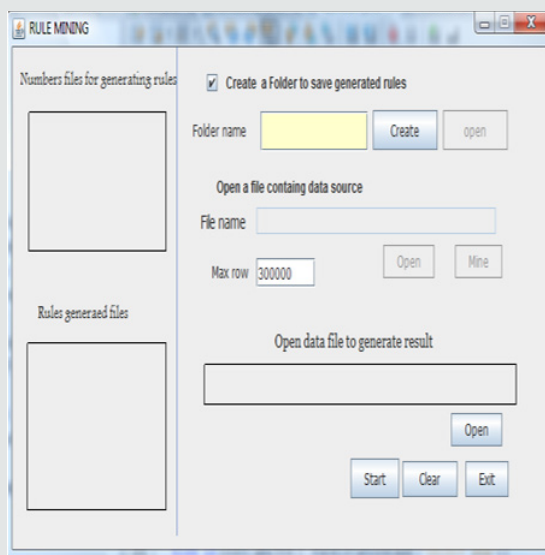 RULE MINING
Numbers files for generating rules
Rules generaed files
Create a Folder to save generated rules
Folder name
Create
open
Open a file containg data source
File name
Open
Mine
Max row
300000
Open data file to generate result
Open
Start
Clear
Exit